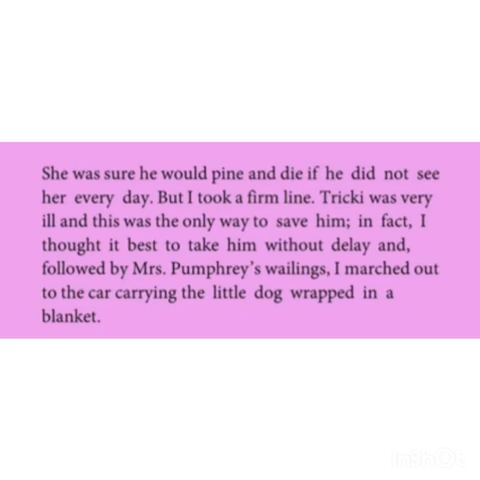 She was sure he would pine and die if he did not see
her every day. But I took a firm line. Tricki was very
ill and this was the only way to save him; in fact, I
thought it best to take him without delay and,
followed by Mrs. Pumphrey's wailings, I marched out
to the car carrying the little dog wrapped in a
blanket.
InShOt